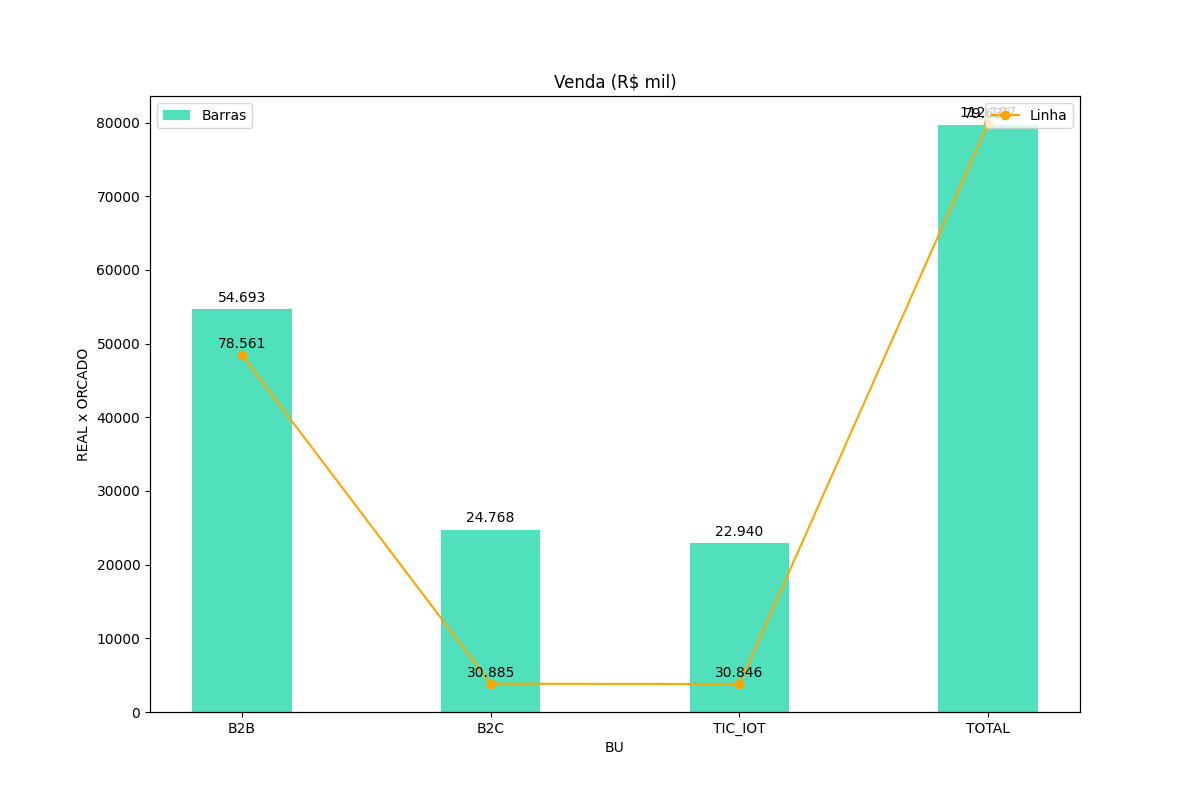 Venda (R$ mil)
Barras
Linha
80000
70000
60000
50000
40000
30000
20000
10000
0
REAL x ORCADO
54.693
78.561
24.768
30.885
22.940
30.846
B2B
B2C
TIC_IOT
TOTAL
BU